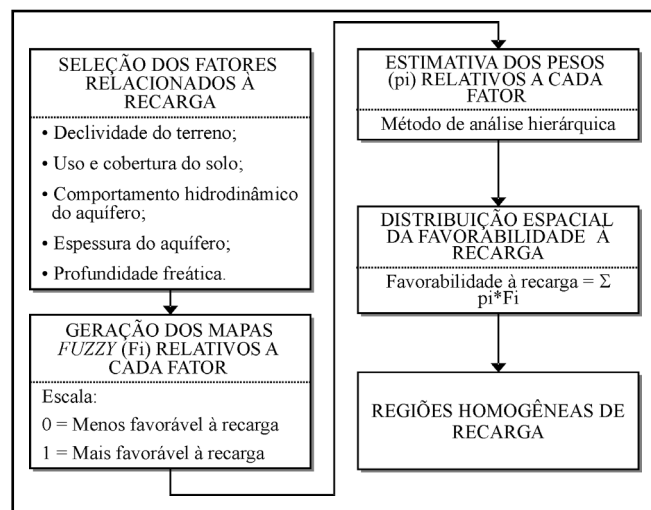 SELEÇÃO DOS FATORES
RELACIONADOS À
RECARGA
• Declividade do terreno;
• Uso e cobertura do solo;
• Comportamento hidrodinâmico
do aquífero;
• Espessura do aquífero;
• Profundidade freática.
GERAÇÃO DOS MAPAS
FUZZY (Fi) RELATIVOS A
CADA FATOR
Escala:
0 = Menos favorável à recarga
1 = Mais favorável à recarga
ESTIMATIVA DOS PESOS
(pi) RELATIVOS A CADA
FATOR
Método de análise hierárquica
DISTRIBUIÇÃO ESPACIAL
DA FAVORABILIDADE À
RECARGA
Favorabilidade à recarga = Σ
pi*Fi
REGIÕES HOMOGÊNEAS DE
RECARGA